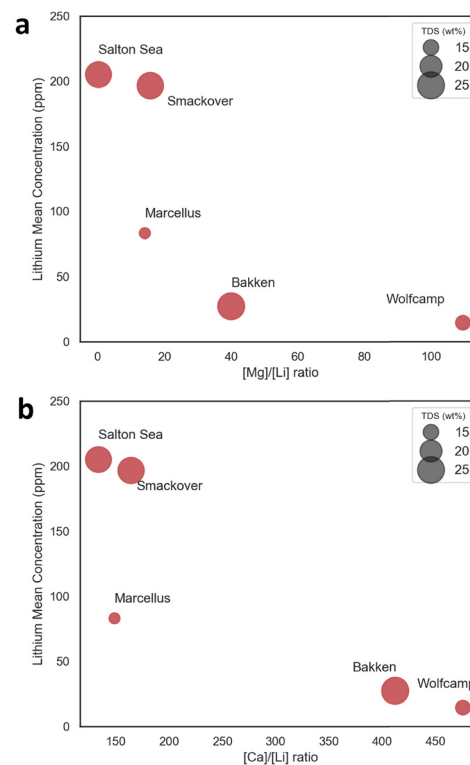 a
250
200
150
100
50
0
Lithium Mean Concentration (ppm)
Salton Sea
Smackover
Marcellus
Bakken
Wolfcamp
TDS (wt%)
15
20
25
0 20 40 60 80 100
[Mg]/[Li] ratio
b
250
200
150
100
50
0
Lithium Mean Concentration (ppm)
Salton Sea
Smackover
Marcellus
Bakken
Wolfcamp
TDS (wt%)
15
20
25
150 200 250 300 350 400 450
[Ca]/[Li] ratio